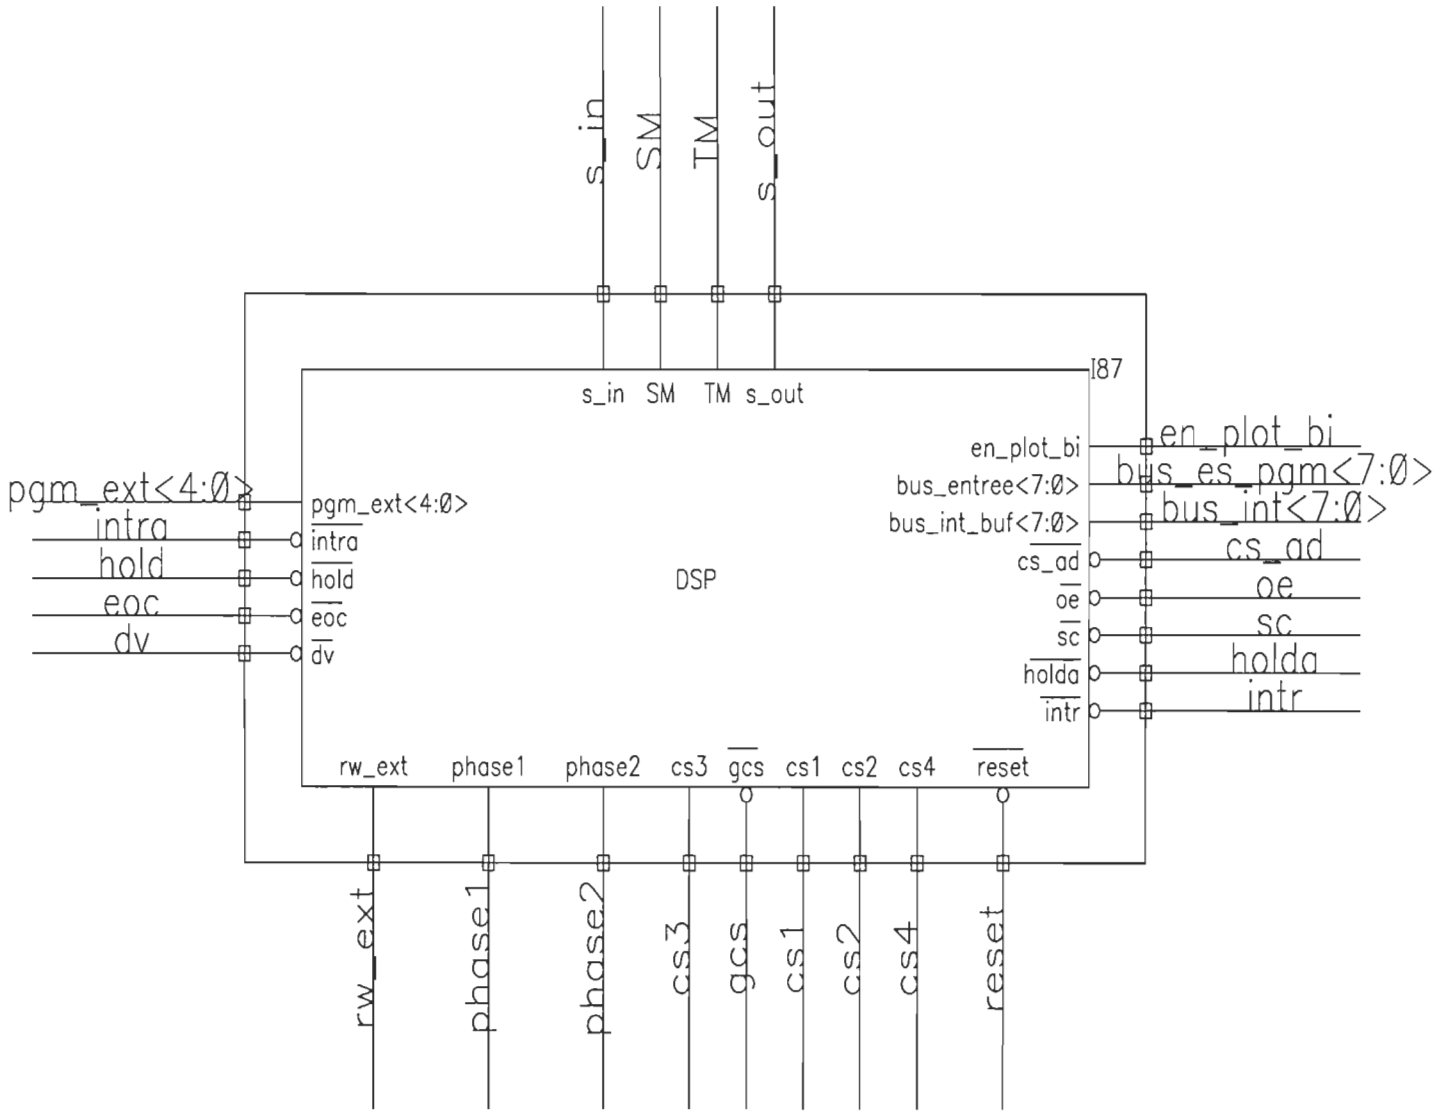 s_in SM TM s_out
I87
s_in SM TM s_out
en_plot_bi en_plot_bi
bus_entree<7:0> bus_es_pgm<7:0>
pgm_ext<4:0> pgm_ext<4:0>
bus_int_buf<7:0> bus_int<7:0>
intra intra
cs_ad cs_ad
hold hold
DSP
oe oe
eoc eoc
sc sc
dv dv
holda holda
intr intr
rw_ext phase1 phase2 cs3 gcs cs1 cs2 cs4 reset
rw_ext phase1 phase2 cs3 gcs cs1 cs2 cs4 reset